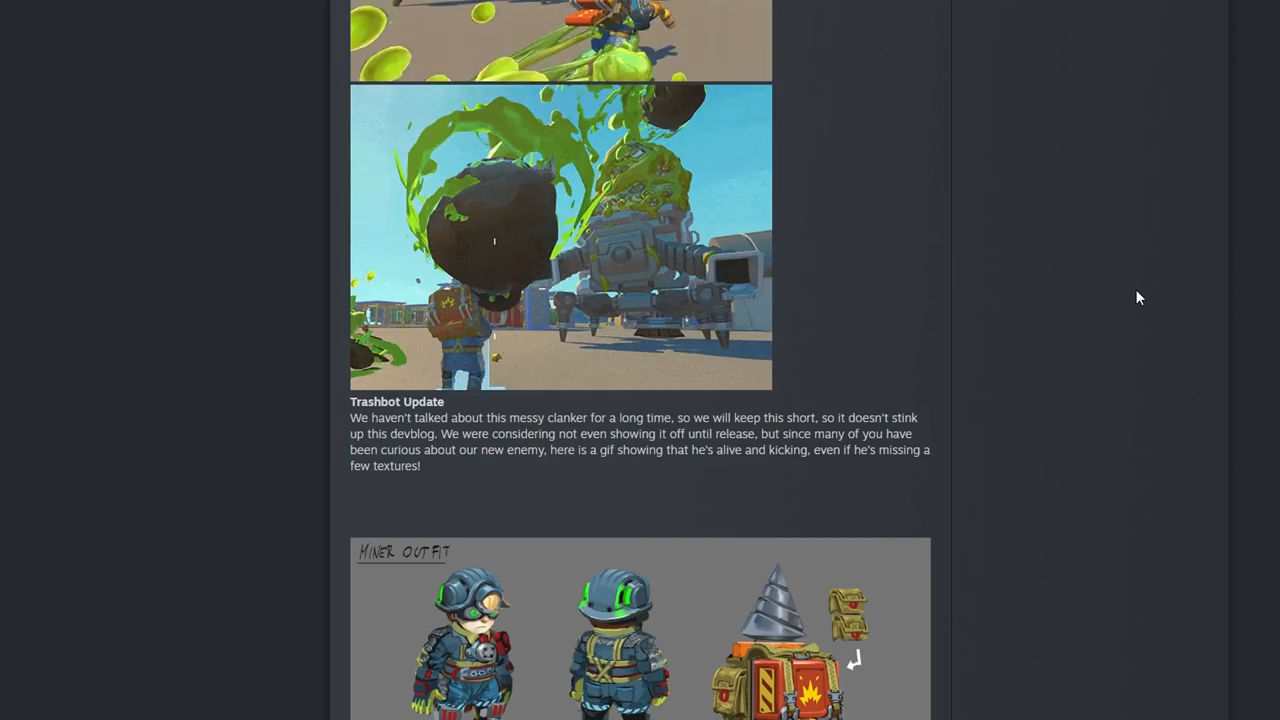 Trashbot Update
We haven't talked about this messy clanker for a long time, so we will keep this short, so it doesn't stink
up this devblog. We were considering not even showing it off until release, but since many of you have
been curious about our new enemy, here is a gif showing that he's alive and kicking, even if he's missing a
few textures!
MINER OUTFIT